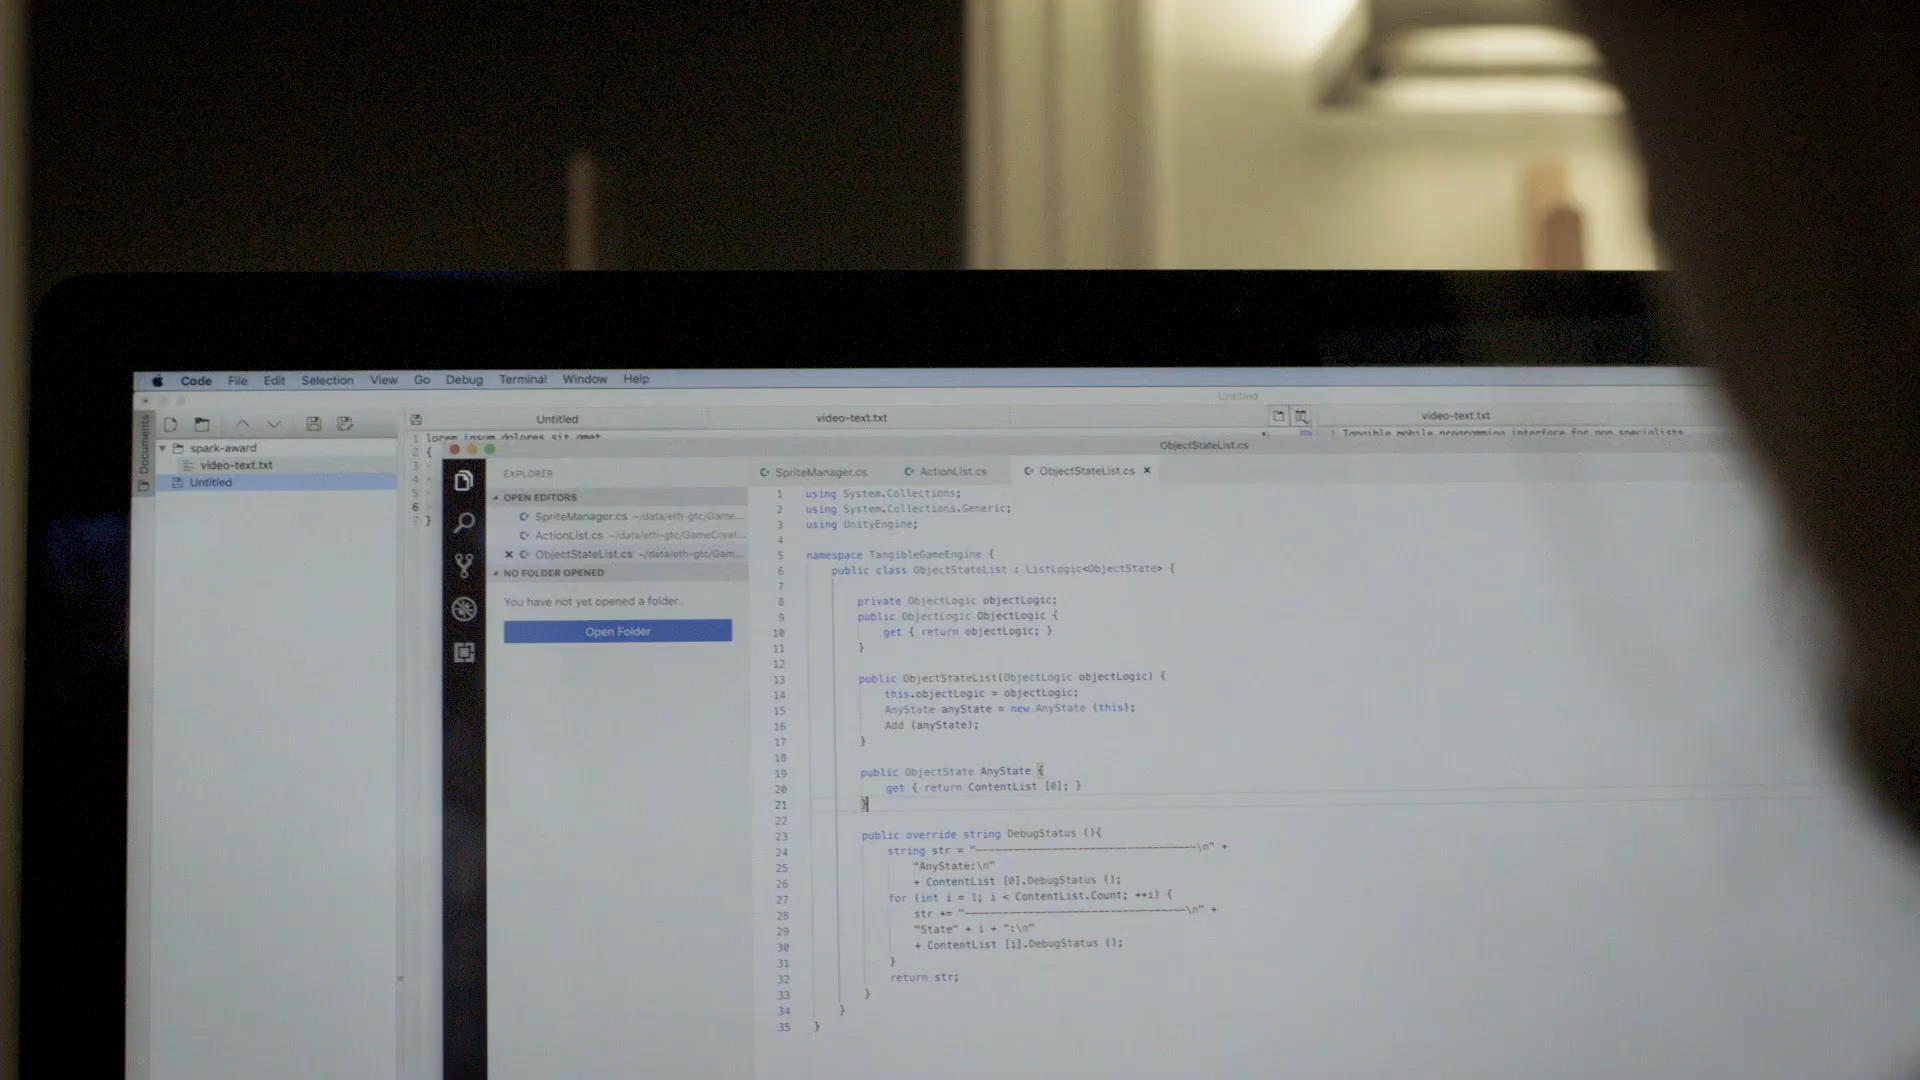 Code File Edit Selection View Go Debug Terminal Window Help
Untitled
Documents
Untitled video-text.txt video-text.txt
spark-award
video-text.txt
Untitled
1 lorem ipsum dolores sit amet
2 {
3
4
5
6
7 }
1 Tangible mobile programming interface for non specialists
ObjectStateList.cs
EXPLORER
OPEN EDITORS
SpriteManager.cs ~/data/eth-gtc/Game...
ActionList.cs ~/data/eth-gtc/GameCreat...
ObjectStateList.cs ~/data/eth-gtc/Gam...
NO FOLDER OPENED
You have not yet opened a folder.
Open Folder
SpriteManager.cs ActionList.cs ObjectStateList.cs
1 using System.Collections;
2 using System.Collections.Generic;
3 using UnityEngine;
4
5 namespace TangibleGameEngine {
6 public class ObjectStateList : ListLogic<ObjectState> {
7
8 private ObjectLogic objectLogic;
9 public ObjectLogic ObjectLogic {
10 get { return objectLogic; }
11 }
12
13 public ObjectStateList(ObjectLogic objectLogic) {
14 this.objectLogic = objectLogic;
15 AnyState anyState = new AnyState (this);
16 Add (anyState);
17 }
18
19 public ObjectState AnyState {
20 get { return ContentList [0]; }
21 }
22
23 public override string DebugStatus (){
24 string str = "-----------------------------------\n" +
25 "AnyState:\n"
26 + ContentList [0].DebugStatus ();
27 for (int i = 1; i < ContentList.Count; ++i) {
28 str += "-----------------------------------\n" +
29 "State" + i + ":\n"
30 + ContentList [i].DebugStatus ();
31 }
32 return str;
33 }
34 }
35 }